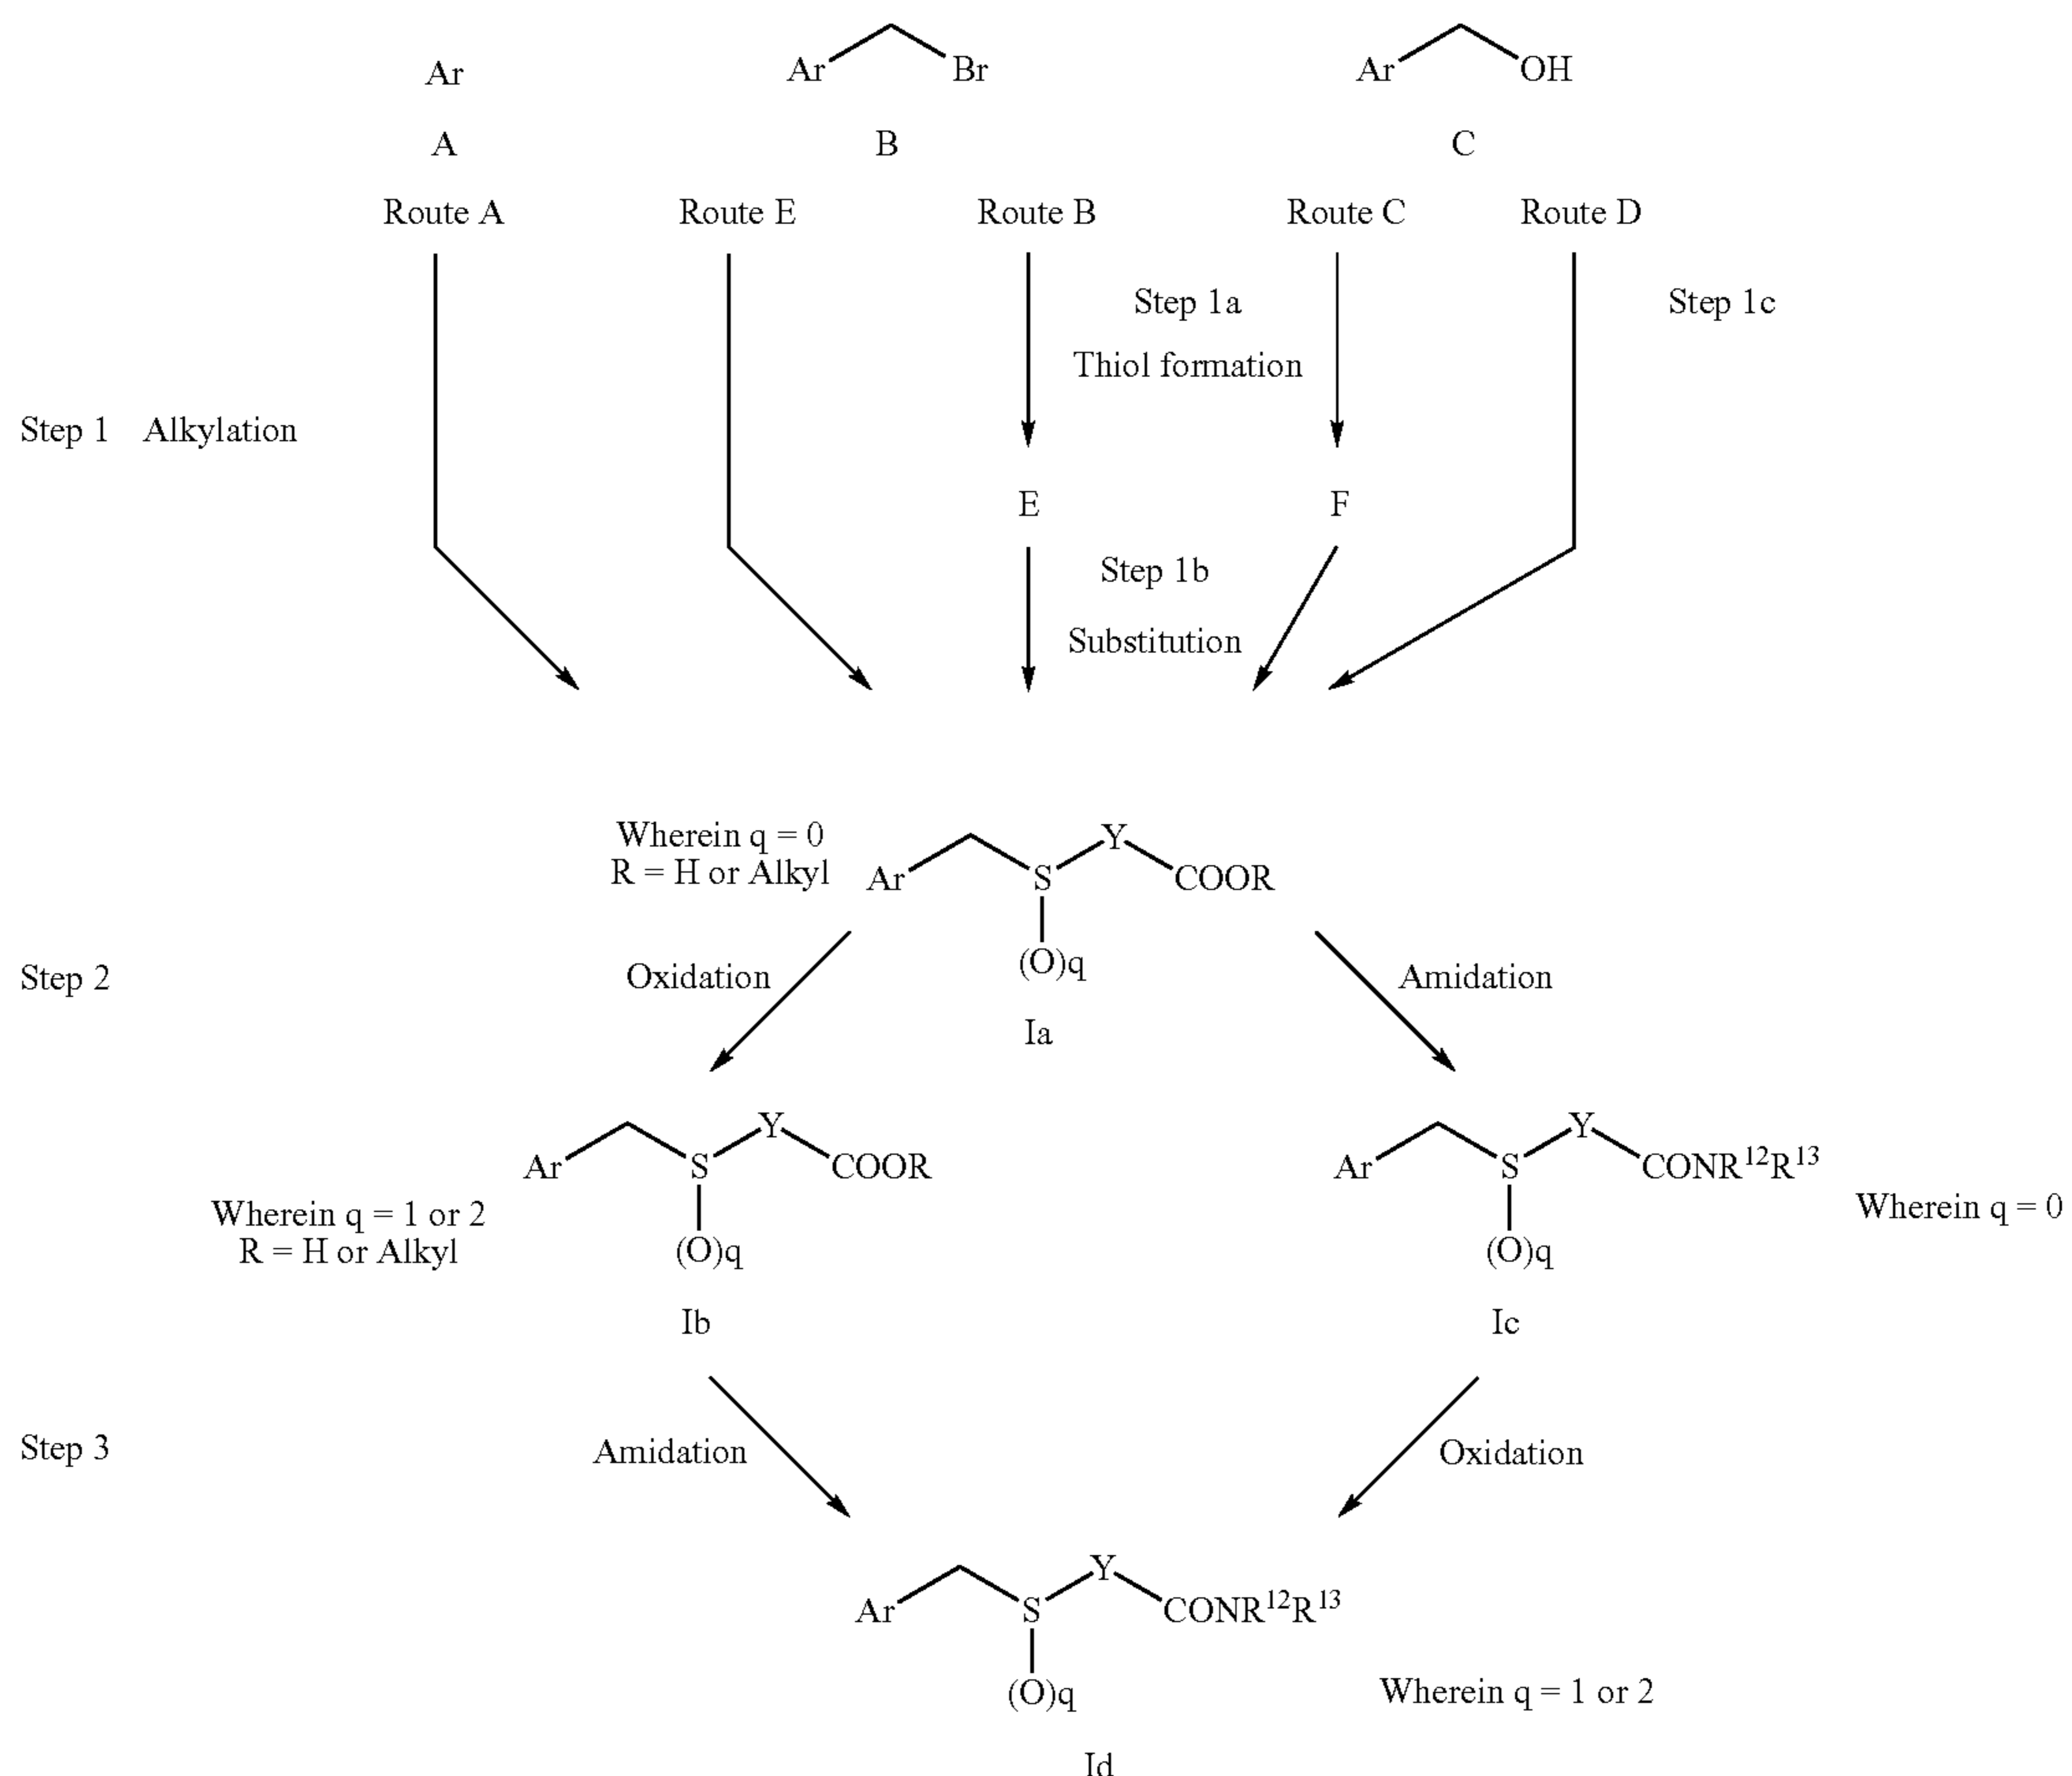 Ar Br OH
Ar Ar
A B C
Route A Route E Route B Route C Route D
Step 1a Step 1c
Thiol formation
Step 1 Alkylation
E F
Step 1b
Substitution
Wherein q = 0
R = H or Alkyl
Y
Ar S COOR
(O)q
Step 2 Oxidation Amidation
Ia
Y Y
Ar S COOR Ar S CONR¹²R¹³
Wherein q = 1 or 2 Wherein q = 0
R = H or Alkyl
(O)q (O)q
Ib Ic
Step 3 Amidation Oxidation
Y
Ar S CONR¹²R¹³
(O)q Wherein q = 1 or 2
Id